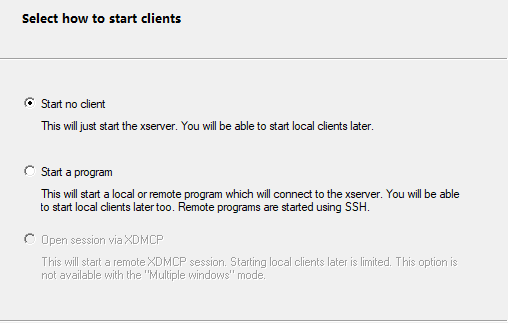 Select how to start clients
Start no client
This will just start the xserver. You will be able to start local clients later.
Start a program
This will start a local or remote program which will connect to the xserver. You will be able
to start local clients later too. Remote programs are started using SSH.
Open session via XDMCP
This will start a remote XDMCP session. Starting local clients later is limited. This option is
not available with the "Multiple windows" mode.